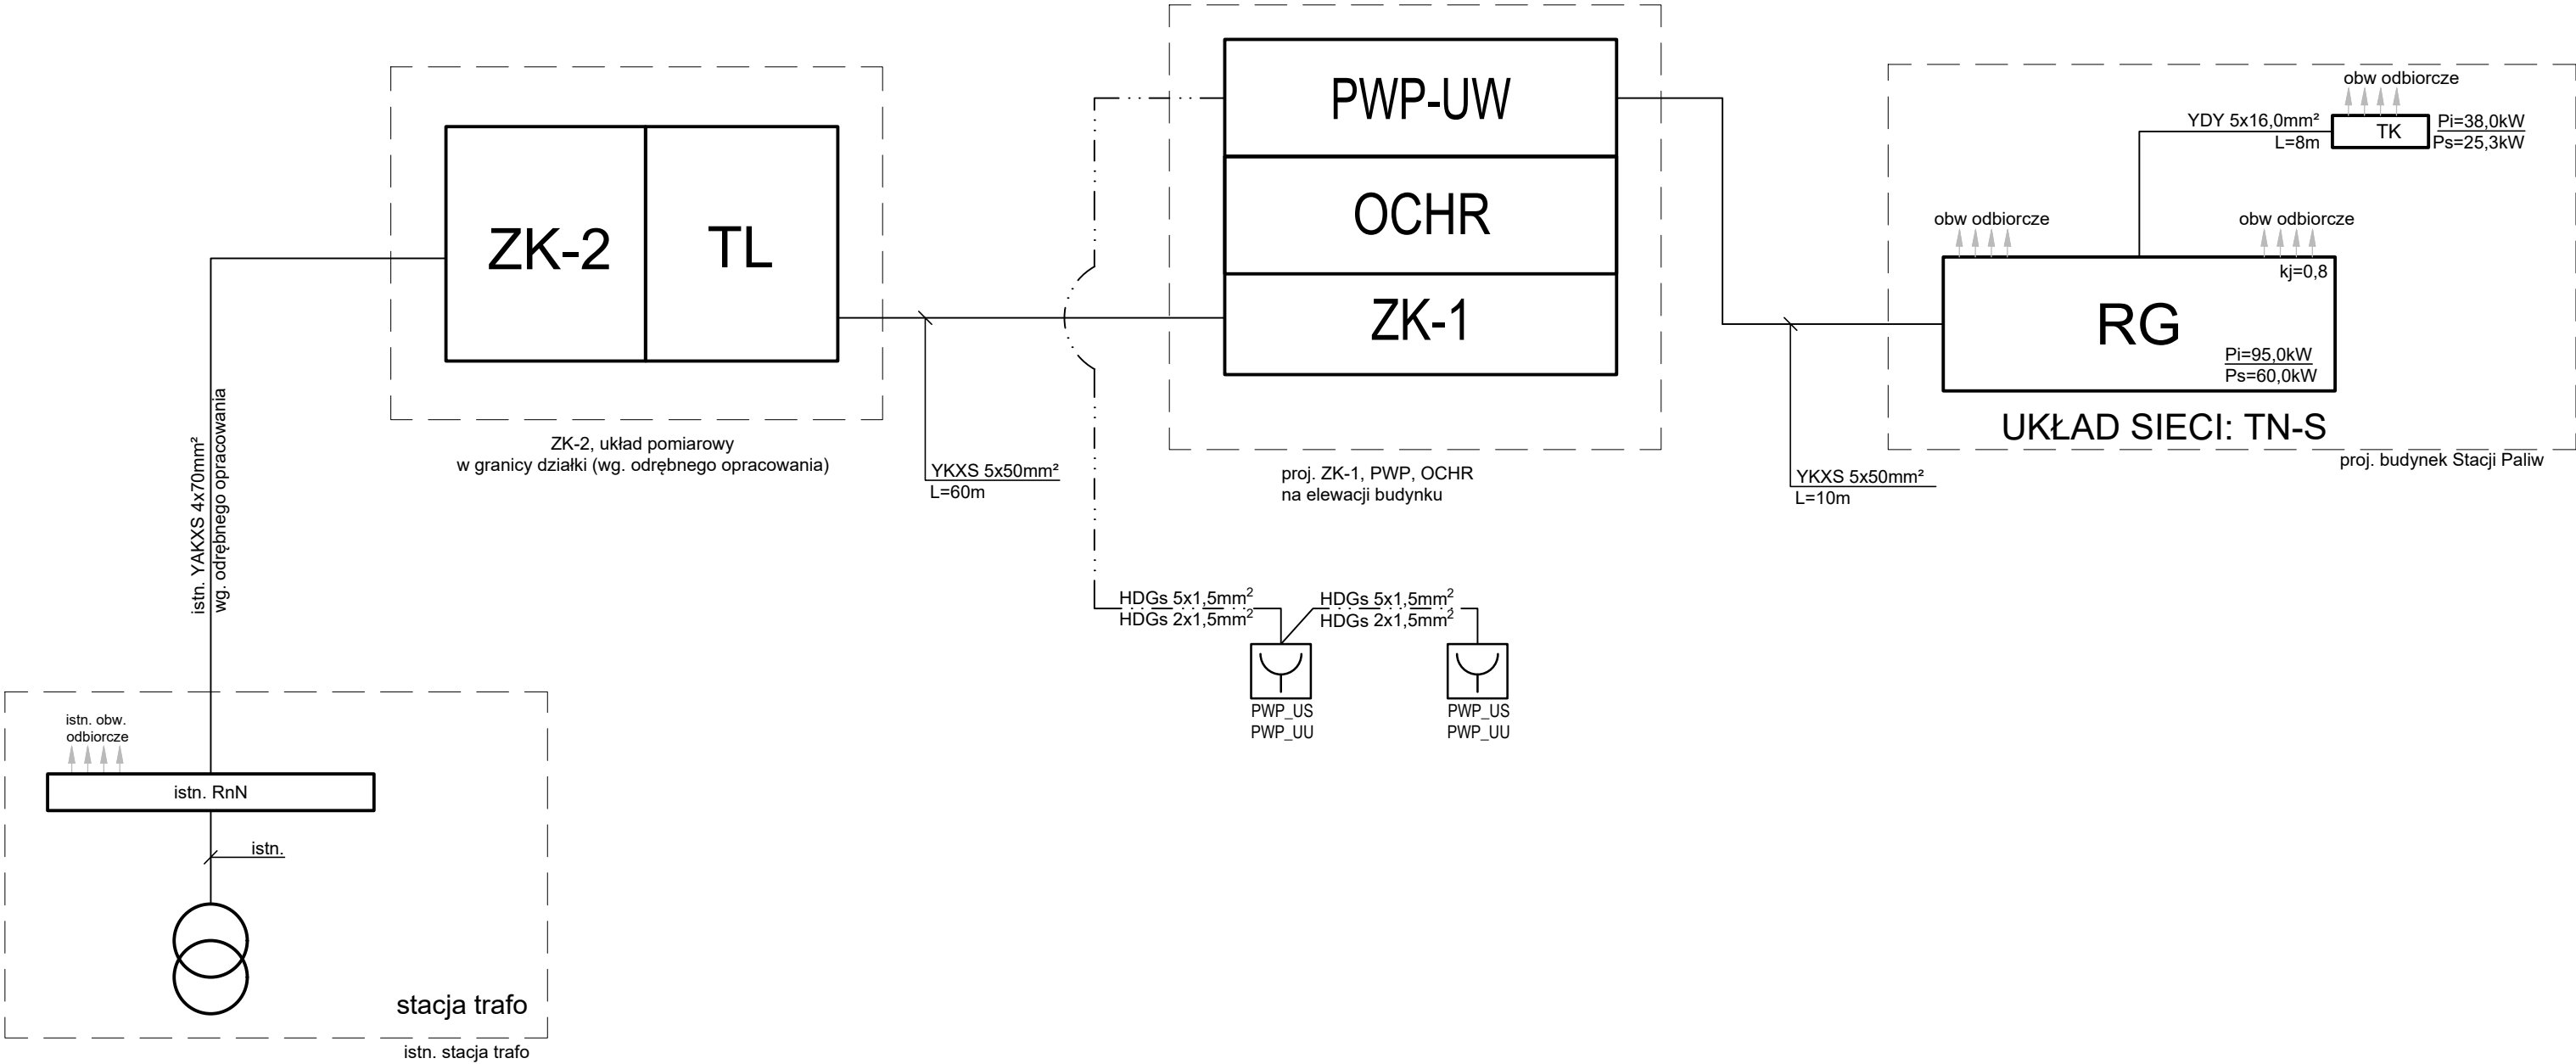 ZK-2
TL
ZK-2, układ pomiarowy
w granicy działki (wg. odrębnego opracowania)
istn. YAKXS 4x70mm²
wg. odrębnego opracowania
istn. obw.
odbiorcze
istn. RnN
istn.
stacja trafo
istn. stacja trafo
YKXS 5x50mm²
L=60m
PWP-UW
OCHR
ZK-1
proj. ZK-1, PWP, OCHR
na elewacji budynku
HDGs 5x1,5mm²
HDGs 2x1,5mm²
HDGs 5x1,5mm²
HDGs 2x1,5mm²
PWP_US
PWP_UU
PWP_US
PWP_UU
YKXS 5x50mm²
L=10m
obw odbiorcze
YDY 5x16,0mm²
L=8m
TK
Pi=38,0kW
Ps=25,3kW
obw odbiorcze
obw odbiorcze
kj=0,8
RG
Pi=95,0kW
Ps=60,0kW
UKŁAD SIECI: TN-S
proj. budynek Stacji Paliw